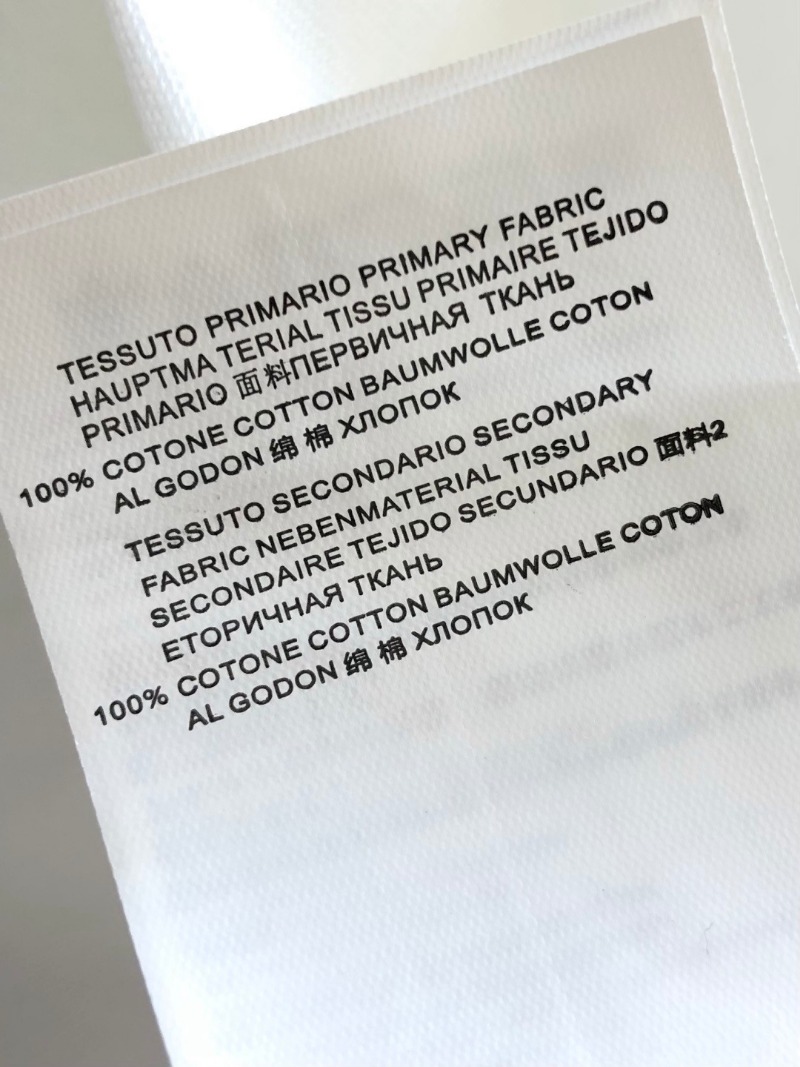 TESSUTO PRIMARIO PRIMARY FABRIC
HAUPTMA TERIAL TISSU PRIMAIRE TEJIDO
PRIMARIO 面料ПЕРВИЧНАЯ ТКАНЬ
100% COTONE COTTON BAUMWOLLE COTON
AL GODON 绵 棉 ХЛОПОК
TESSUTO SECONDARIO SECONDARY
FABRIC NEBENMATERIAL TISSU
SECONDAIRE TEJIDO SECUNDARIO 面料2
ЕТОРИЧНАЯ ТКАНЬ
100% COTONE COTTON BAUMWOLLE COTON
AL GODON 绵 棉 ХЛОПОК